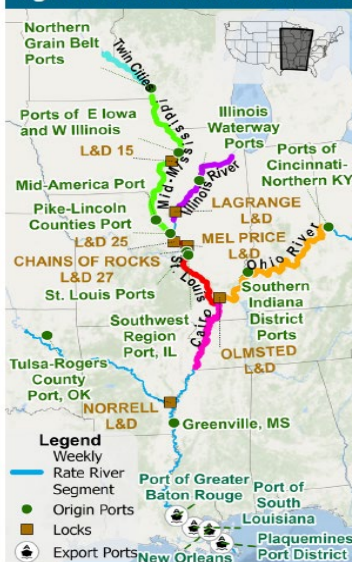 Northern
Grain Belt
Ports
Twin Cities
Ports of E Iowa
and W Illinois
L&D 15
Mid-Mississippi
Illinois
Waterway
Ports
Illinois River
Ports of
Cincinnati-
Northern KY
Mid-America Port
Pike-Lincoln
Counties Port
LAGRANGE
L&D
L&D 25
MEL PRICE
L&D
Ohio River
CHAINS OF ROCKS
L&D 27
St. Louis
St. Louis Ports
Southern
Indiana
District
Ports
Southwest
Region
Port, IL
Cairo
OLMSTED
L&D
Tulsa-Rogers
County
Port, OK
NORRELL
L&D
Greenville, MS
Legend
Weekly
Rate River
Segment
Origin Ports
Locks
Export Ports
Port of Greater
Baton Rouge
Port of
South
Louisiana
Plaquemines
Port District
New Orleans